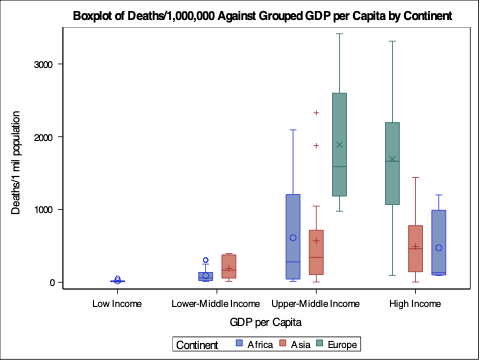 Boxplot of Deaths/1,000,000 Against Grouped GDP per Capita by Continent
Deaths/1 mil population
3000
2000
1000
0
Low Income Lower-Middle Income Upper-Middle Income High Income
GDP per Capita
Continent Africa Asia Europe